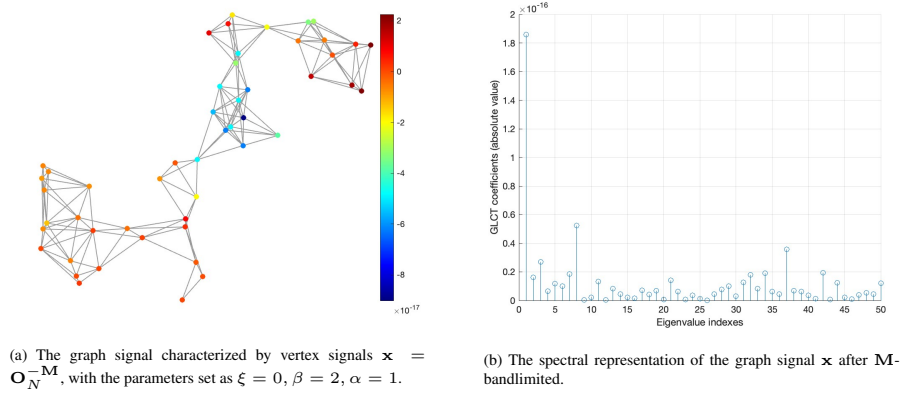 2
0
-2
-4
-6
-8
×10⁻¹⁷
(a) The graph signal characterized by vertex signals x =
O_N^{−M}, with the parameters set as ξ = 0, β = 2, α = 1.
2 ×10⁻¹⁶
1.8
1.6
1.4
1.2
1
0.8
0.6
0.4
0.2
0
GLCT coefficients (absolute value)
0 5 10 15 20 25 30 35 40 45 50
Eigenvalue indexes
(b) The spectral representation of the graph signal x after M-
bandlimited.